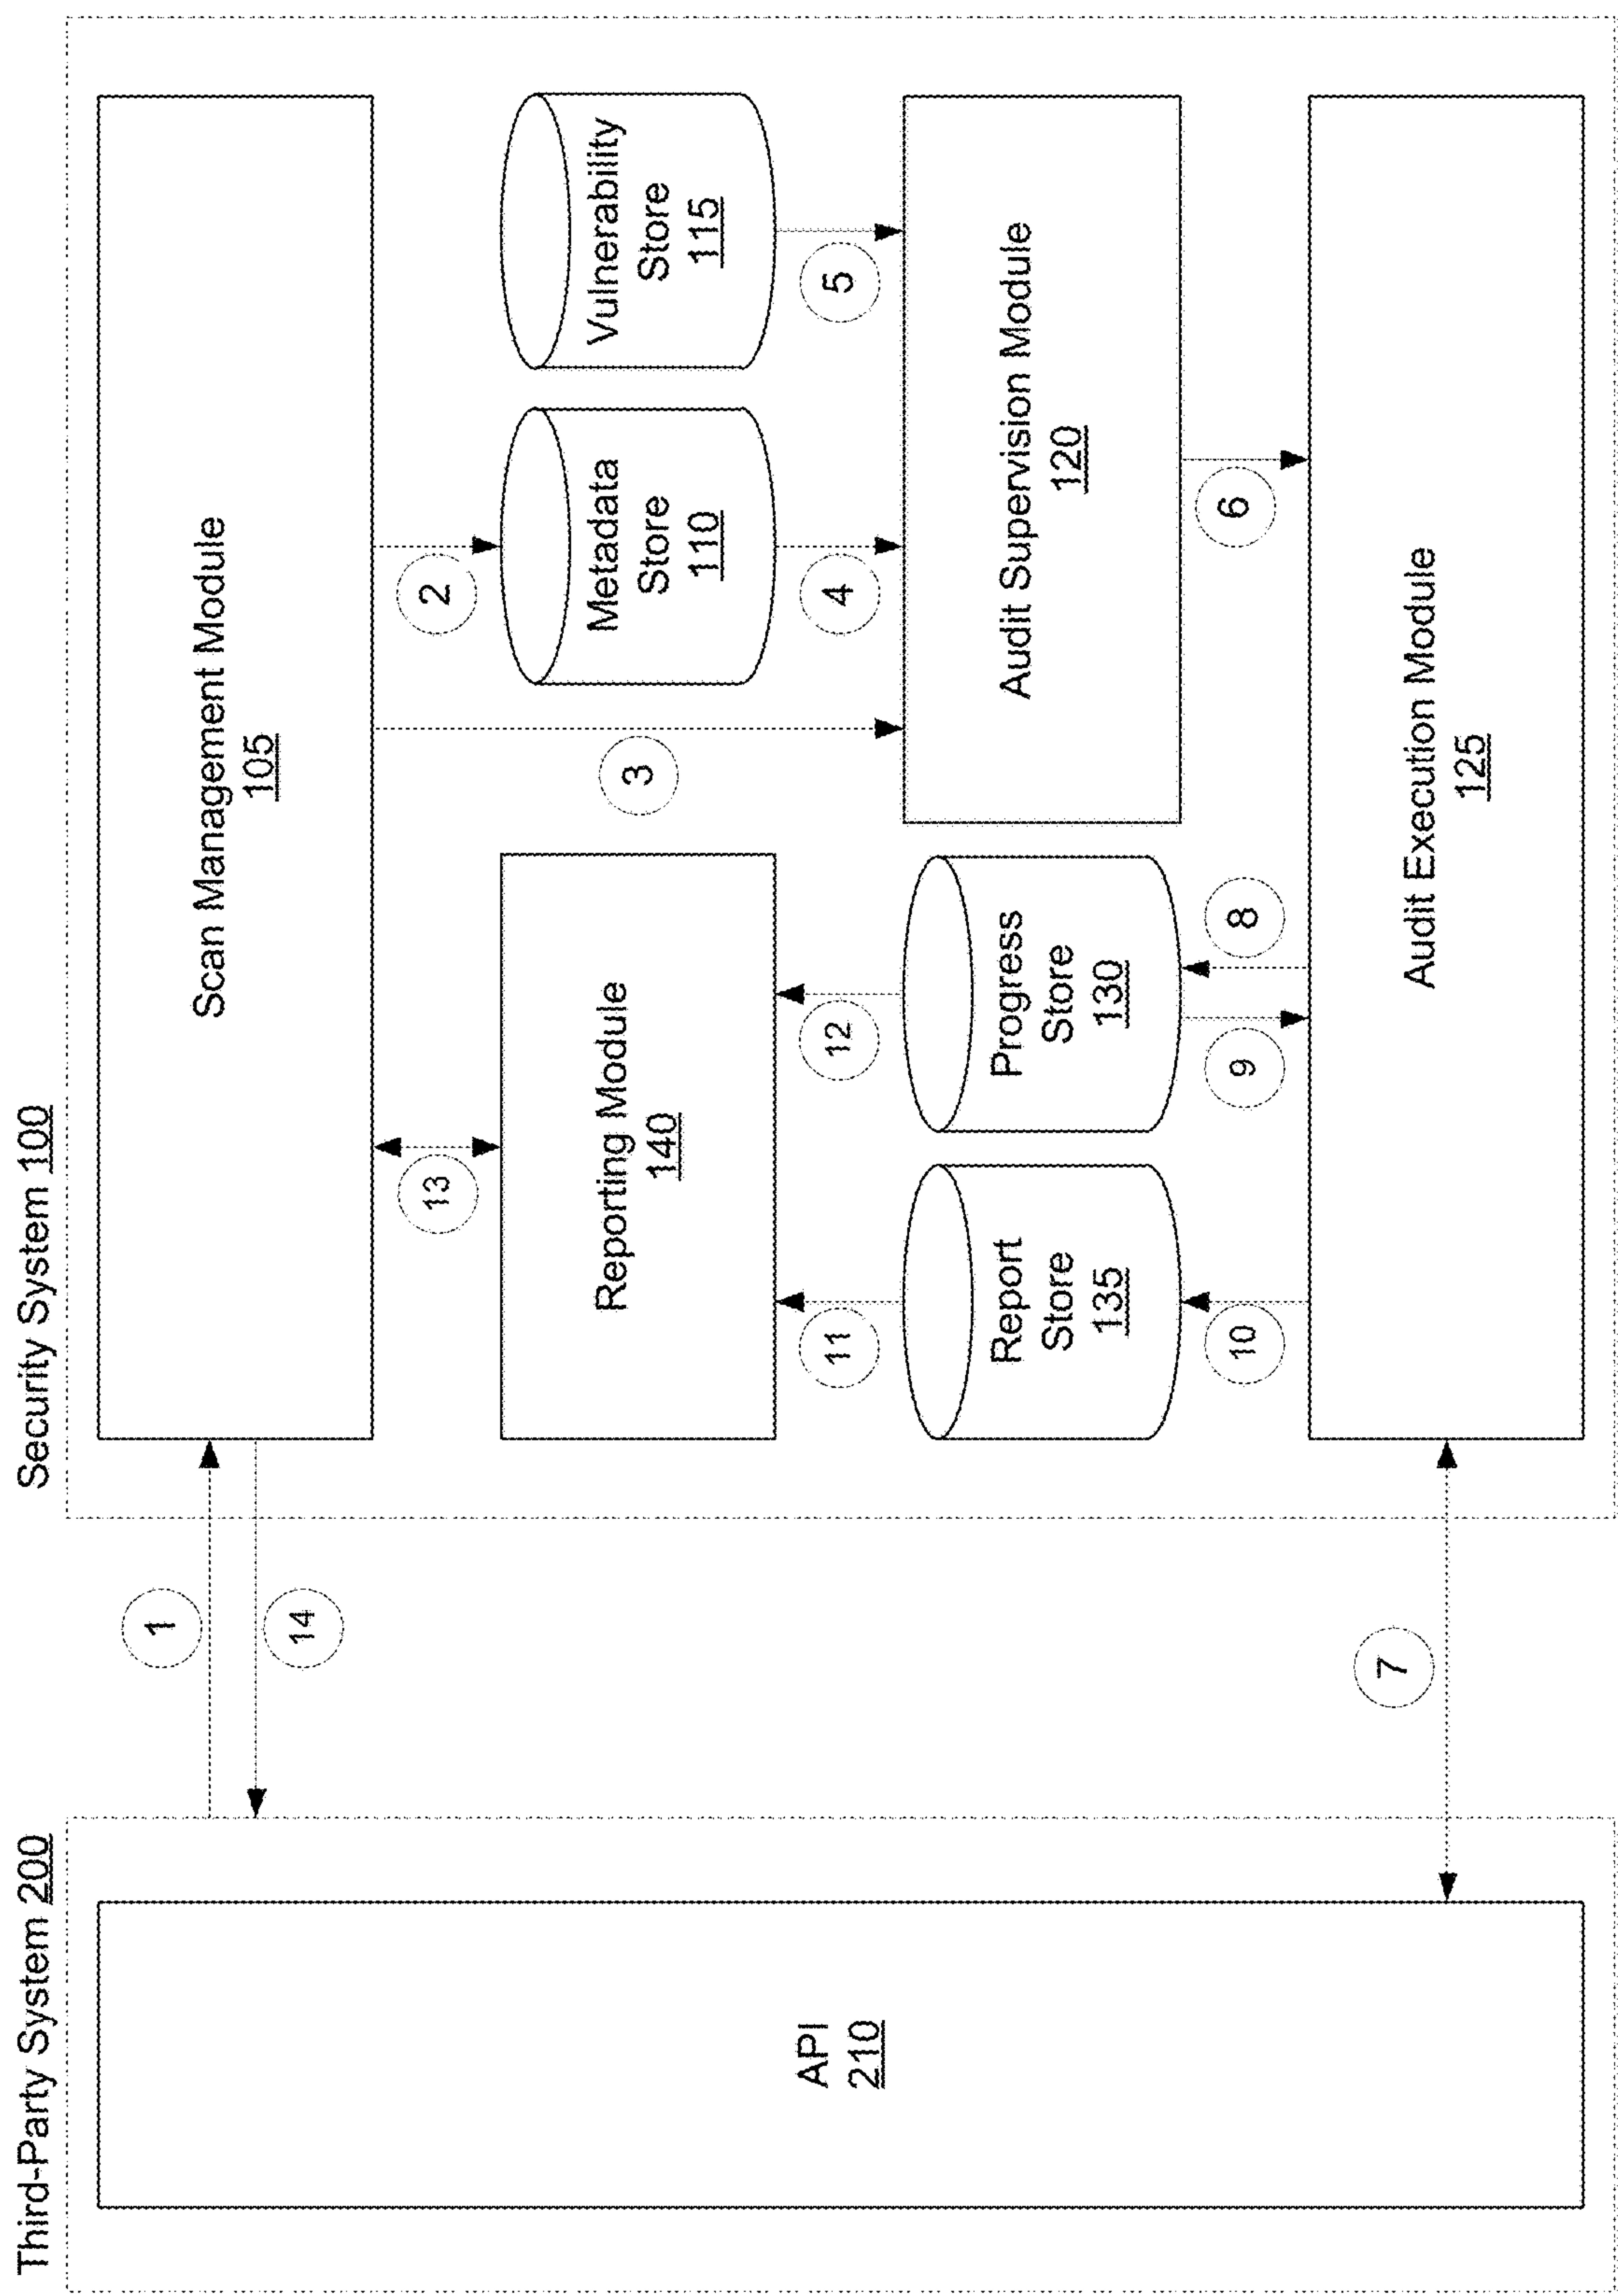 Third-Party System 200
Security System 100
API
210
1
14
7
Scan Management Module
105
13
3
2
Reporting Module
140
Metadata
Store
110
Vulnerability
Store
115
11
12
4
5
Report
Store
135
Progress
Store
130
Audit Supervision Module
120
10
9
8
6
Audit Execution Module
125